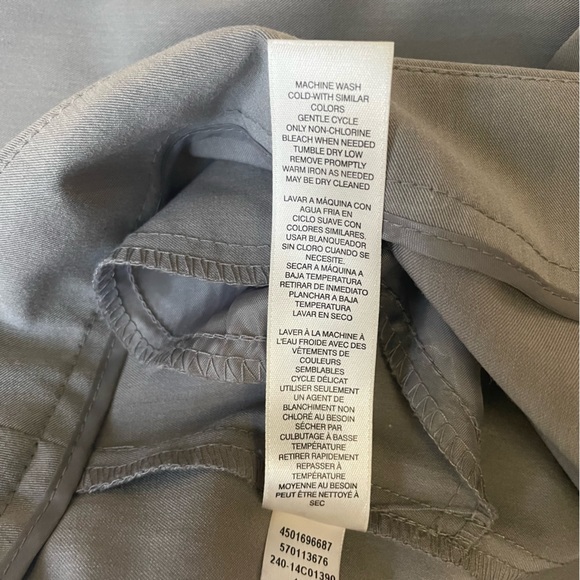 MACHINE WASH
COLD-WITH SIMILAR
COLORS
GENTLE CYCLE
ONLY NON-CHLORINE
BLEACH WHEN NEEDED
TUMBLE DRY LOW
REMOVE PROMPTLY
WARM IRON AS NEEDED
MAY BE DRY CLEANED
LAVAR A MÁQUINA CON
AGUA FRIA EN
CICLO SUAVE CON
COLORES SIMILARES.
USAR BLANQUEADOR
SIN CLORO CUANDO SE
NECESITE.
SECAR A MÁQUINA A
BAJA TEMPERATURA
RETIRAR DE INMEDIATO
PLANCHAR A BAJA
TEMPERATURA
LAVAR EN SECO
LAVER À LA MACHINE À
L'EAU FROIDE AVEC DES
VÊTEMENTS DE
COULEURS
SEMBLABLES
CYCLE DÉLICAT
UTILISER SEULEMENT
UN AGENT DE
BLANCHIMENT NON
CHLORÉ AU BESOIN
SÉCHER PAR
CULBUTAGE À BASSE
TEMPÉRATURE
RETIRER RAPIDEMENT
REPASSER À
TEMPÉRATURE
MOYENNE AU BESOIN
PEUT ÊTRE NETTOYÉ À
SEC
4501696687
570113676
240-14C01390